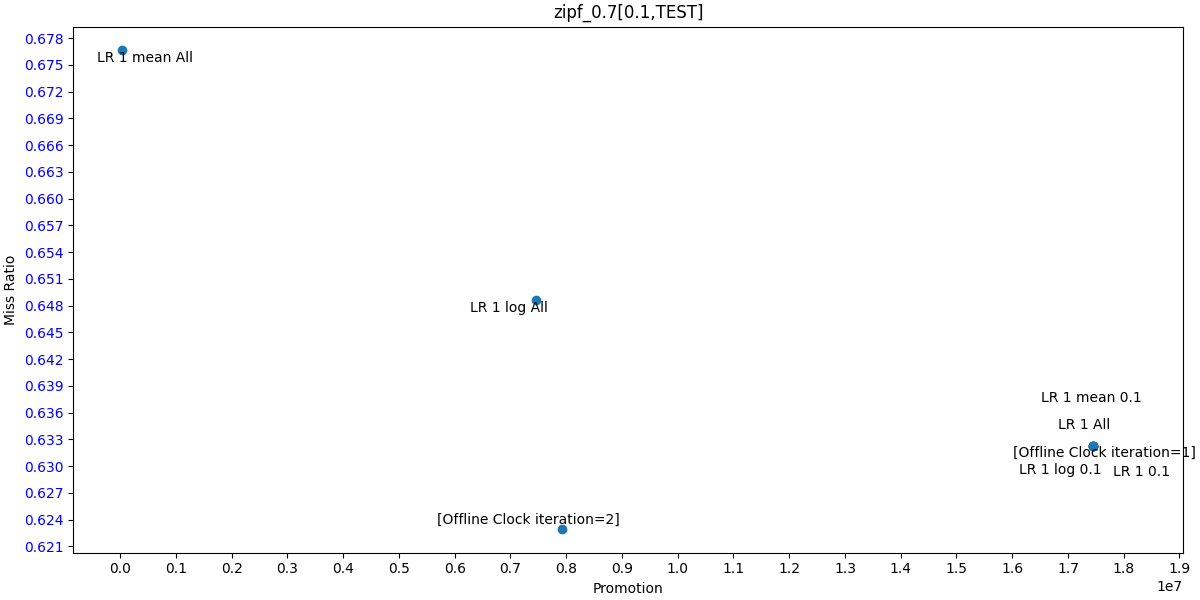 zipf_0.7[0.1,TEST]
0.678
0.675
0.672
0.669
0.666
0.663
0.660
0.657
0.654
0.651
0.648
0.645
0.642
0.639
0.636
0.633
0.630
0.627
0.624
0.621
Miss Ratio
LR 1 mean All
LR 1 log All
LR 1 mean 0.1
LR 1 All
[Offline Clock iteration=1]
LR 1 log 0.1
LR 1 0.1
[Offline Clock iteration=2]
0.0 0.1 0.2 0.3 0.4 0.5 0.6 0.7 0.8 0.9 1.0 1.1 1.2 1.3 1.4 1.5 1.6 1.7 1.8 1.9
1e7
Promotion